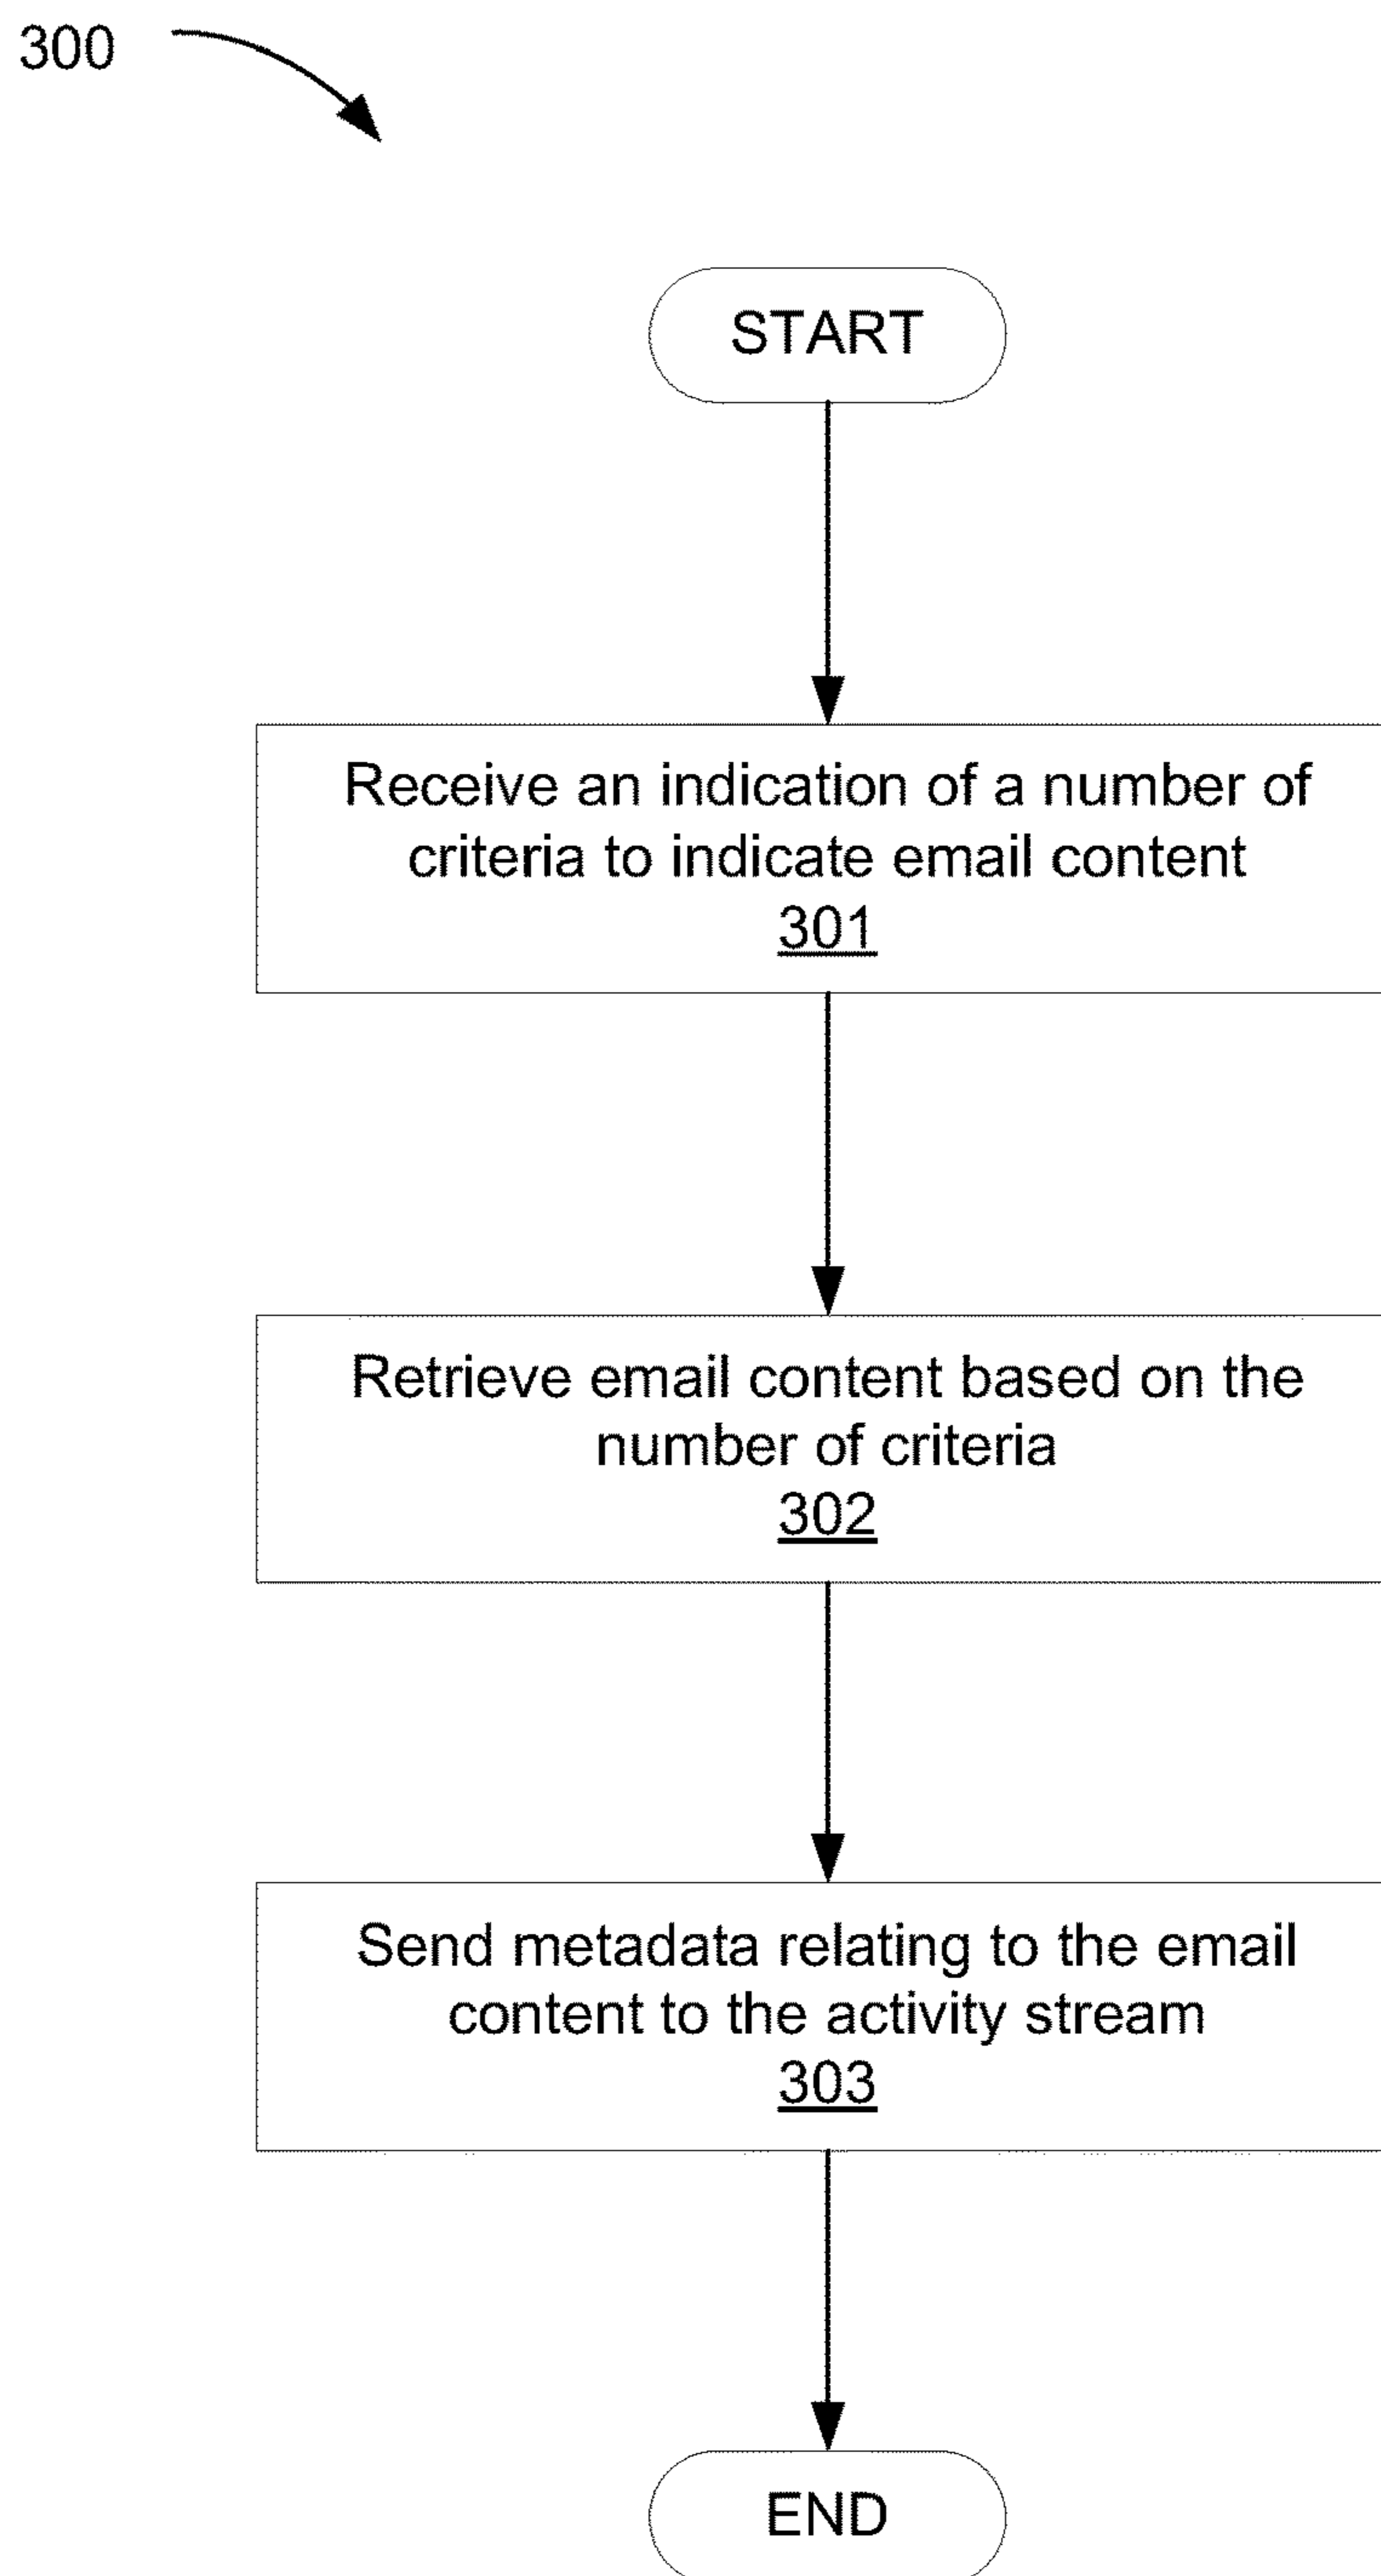 300
START
Receive an indication of a number of
criteria to indicate email content
301
Retrieve email content based on the
number of criteria
302
Send metadata relating to the email
content to the activity stream
303
END